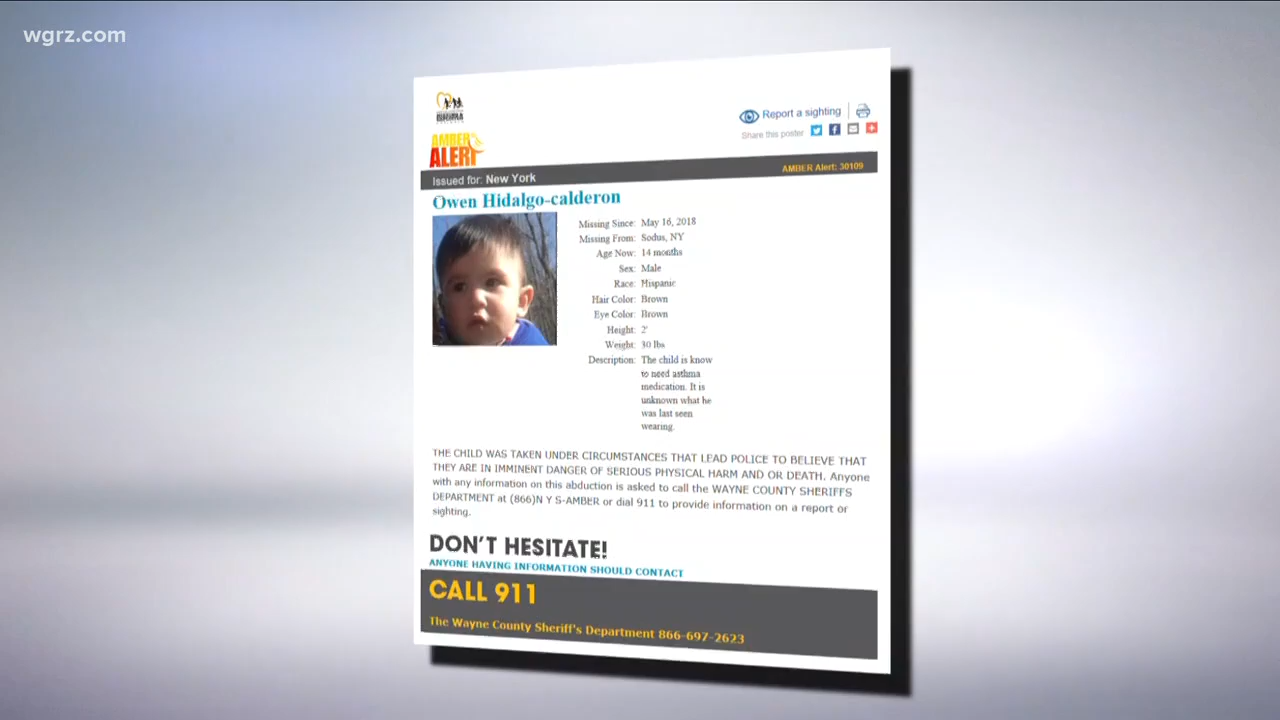 wgrz.com
Report a sighting
Share this poster
AMBER
ALERT
Issued for: New York
AMBER Alert: 30109
Owen Hidalgo-calderon
Missing Since: May 16, 2018
Missing From: Sodus, NY
Age Now: 14 months
Sex: Male
Race: Hispanic
Hair Color: Brown
Eye Color: Brown
Height: 2'
Weight: 30 lbs
Description: The child is know
to need asthma
medication. It is
unknown what he
was last seen
wearing.
THE CHILD WAS TAKEN UNDER CIRCUMSTANCES THAT LEAD POLICE TO BELIEVE THAT
THEY ARE IN IMMINENT DANGER OF SERIOUS PHYSICAL HARM AND OR DEATH. Anyone
with any information on this abduction is asked to call the WAYNE COUNTY SHERIFFS
DEPARTMENT at (866)N Y S-AMBER or dial 911 to provide information on a report or
sighting.
DON'T HESITATE!
ANYONE HAVING INFORMATION SHOULD CONTACT
CALL 911
The Wayne County Sheriff's Department 866-697-2623